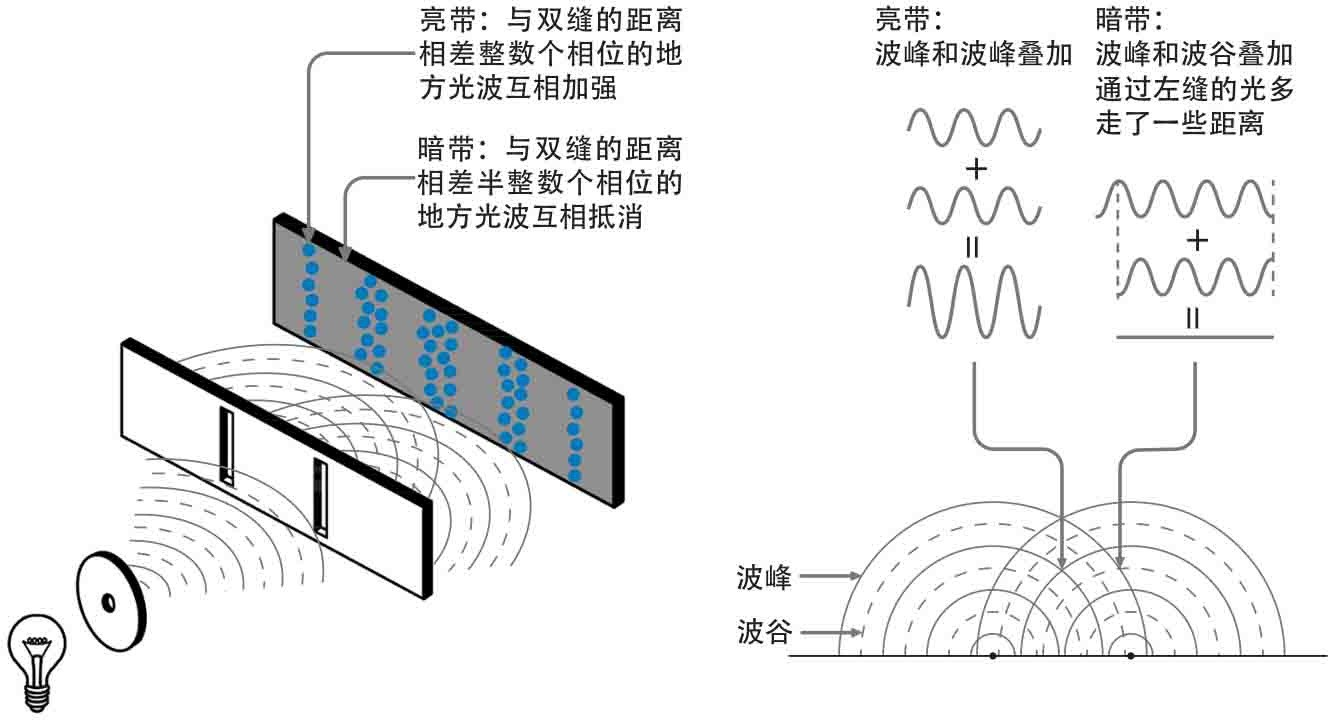 亮带：与双缝的距离
相差整数个相位的地
方光波互相加强
暗带：与双缝的距离
相差半整数个相位的
地方光波互相抵消
亮带：
波峰和波峰叠加
暗带：
波峰和波谷叠加
通过左缝的光多
走了一些距离
+
=
+
=
波峰
波谷